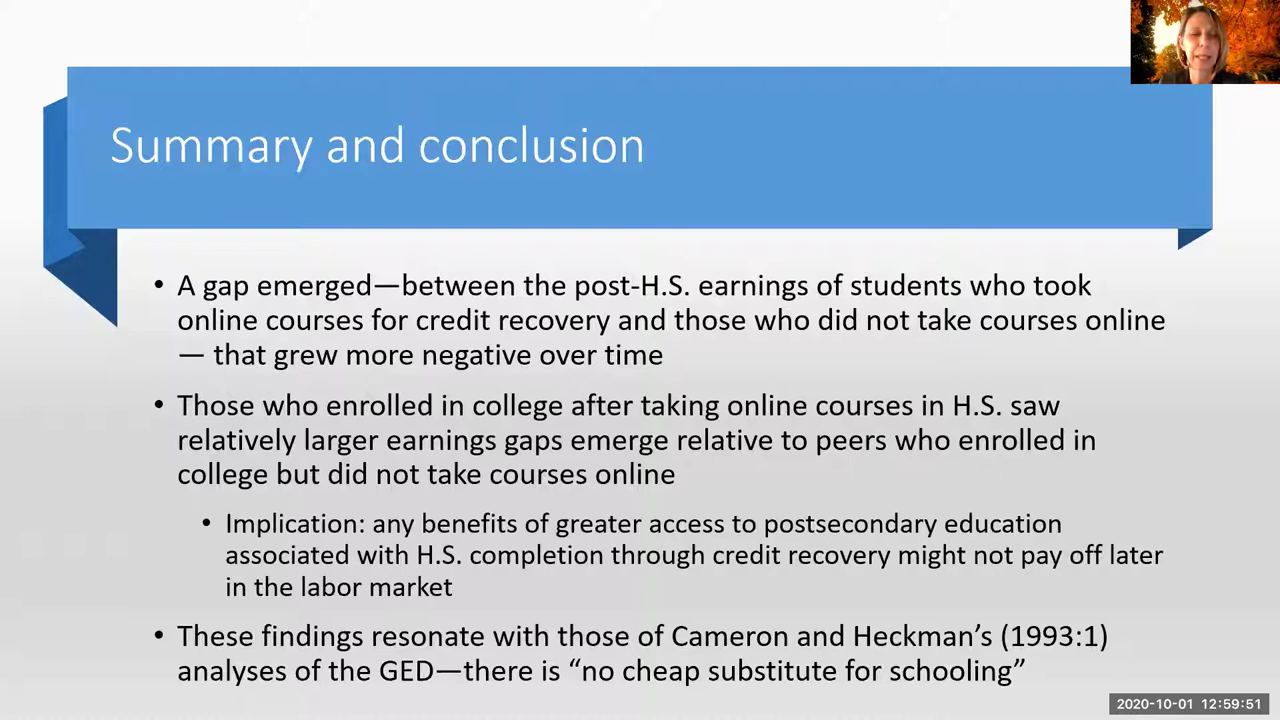 Summary and conclusion
• A gap emerged—between the post-H.S. earnings of students who took
online courses for credit recovery and those who did not take courses online
— that grew more negative over time
• Those who enrolled in college after taking online courses in H.S. saw
relatively larger earnings gaps emerge relative to peers who enrolled in
college but did not take courses online
• Implication: any benefits of greater access to postsecondary education
associated with H.S. completion through credit recovery might not pay off later
in the labor market
• These findings resonate with those of Cameron and Heckman’s (1993:1)
analyses of the GED—there is “no cheap substitute for schooling”
2020-10-01 12:59:51